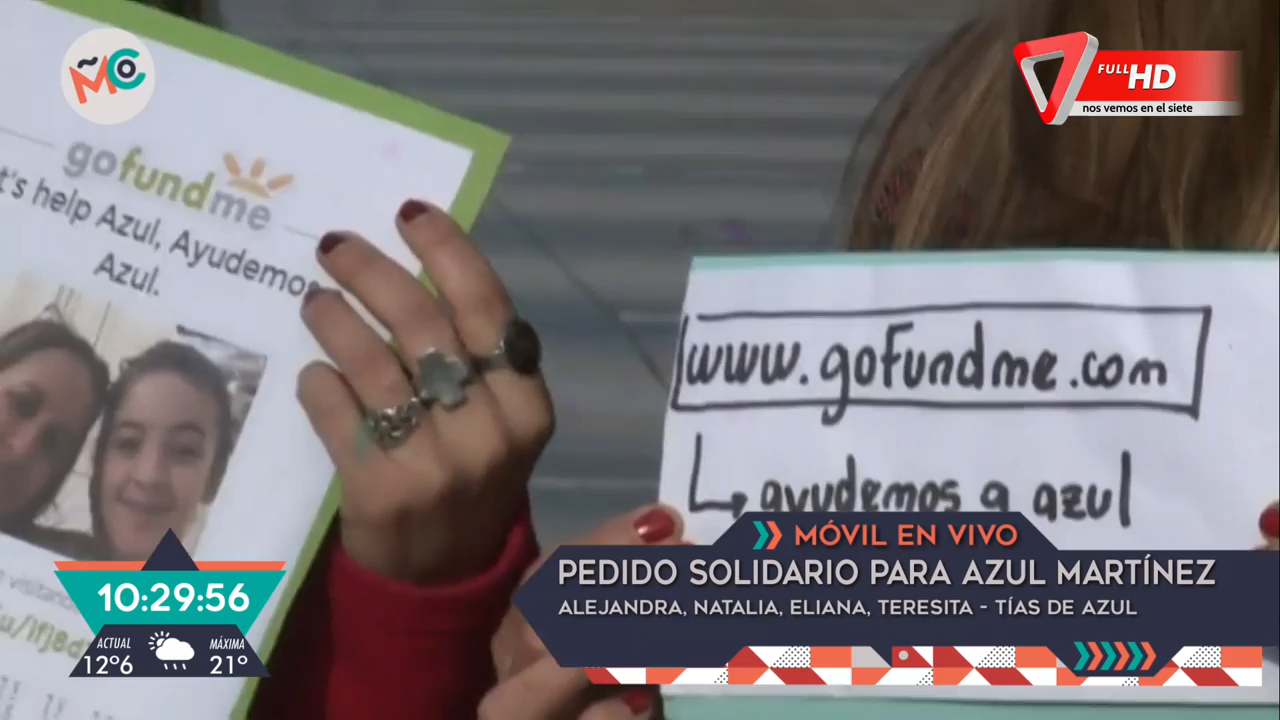 ÑC
FULL HD
nos vemos en el siete
gofundme
t's help Azul, Ayudemos
Azul.
www.gofundme.com
ayudemos a azul
MÓVIL EN VIVO
PEDIDO SOLIDARIO PARA AZUL MARTÍNEZ
ALEJANDRA, NATALIA, ELIANA, TERESITA - TÍAS DE AZUL
10:29:56
ACTUAL
12°6
MÁXIMA
21°